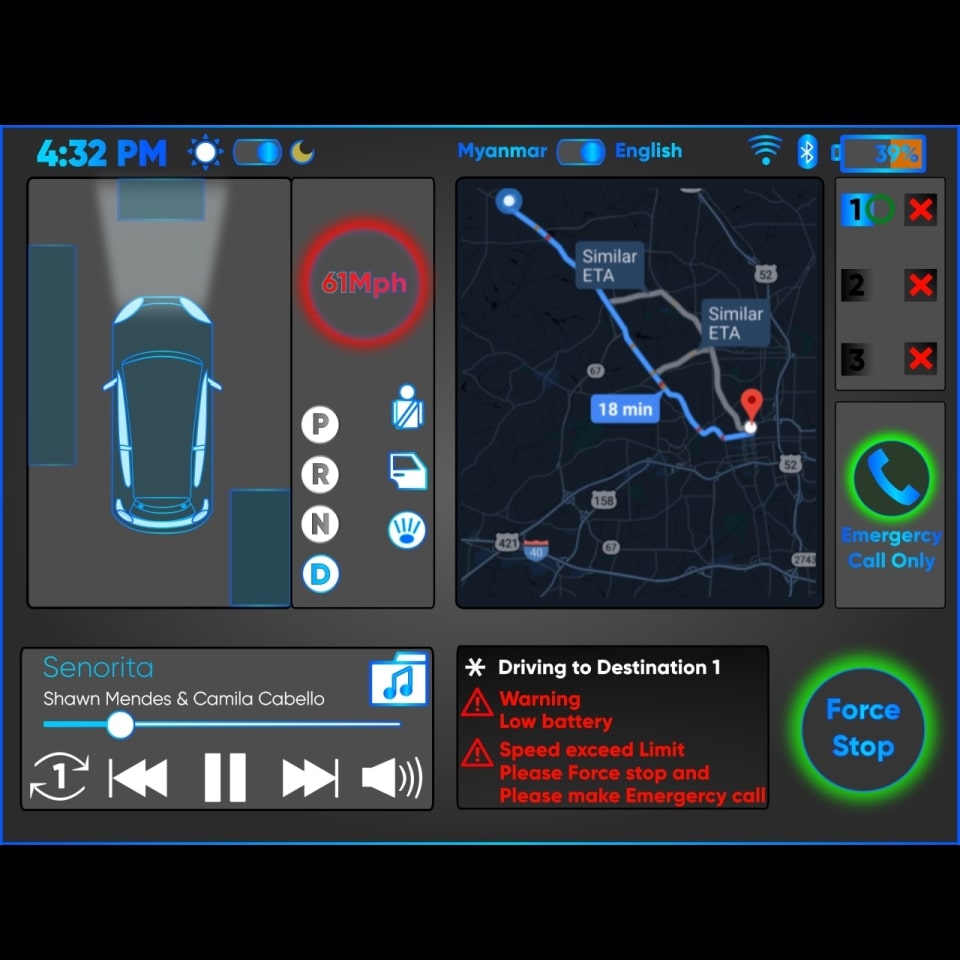 4:32 PM
Myanmar
English
39%
61Mph
P
R
N
D
Similar
ETA
Similar
ETA
52
67
18 min
52
158
421
40
67
2743
1
2
3
Emergency
Call Only
Senorita
Shawn Mendes & Camila Cabello
1
Driving to Destination 1
Warning
Low battery
Speed exceed Limit
Please Force stop and
Please make Emergercy call
Force
Stop